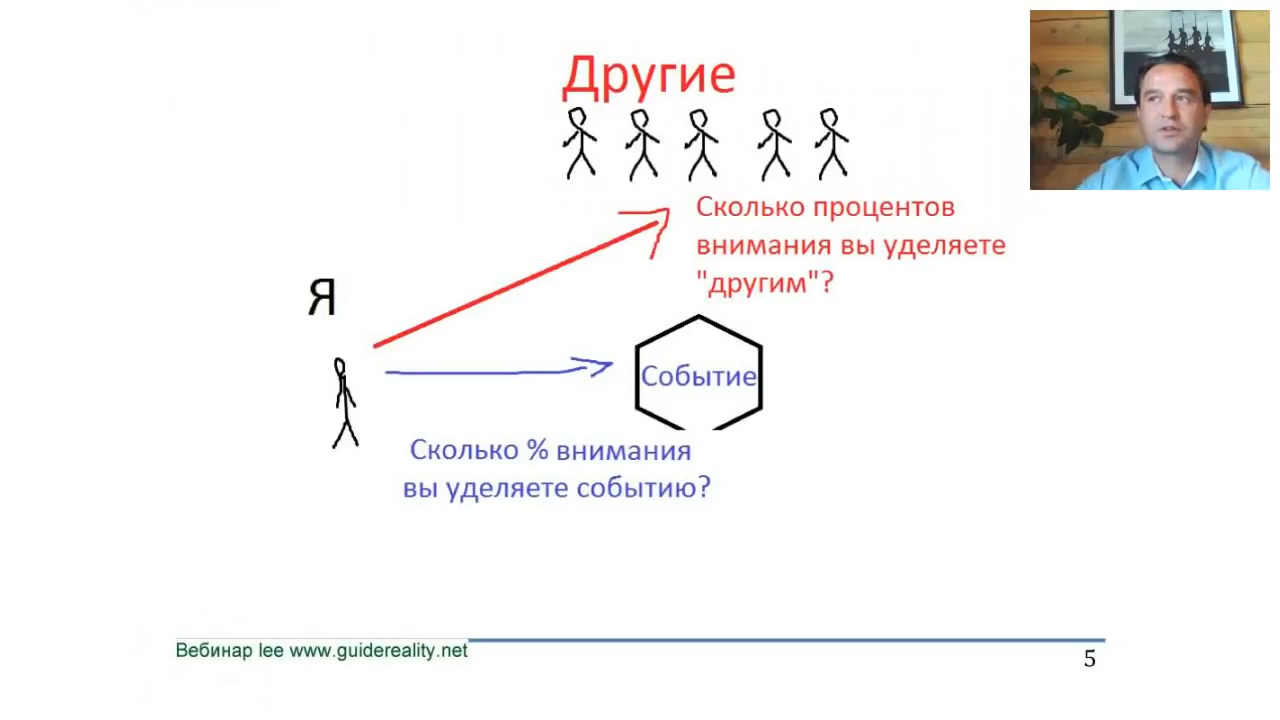 Другие
Сколько процентов
внимания вы уделяете
"другим"?
Я
Событие
Сколько % внимания
вы уделяете событию?
Вебинар lee www.guidereality.net
5